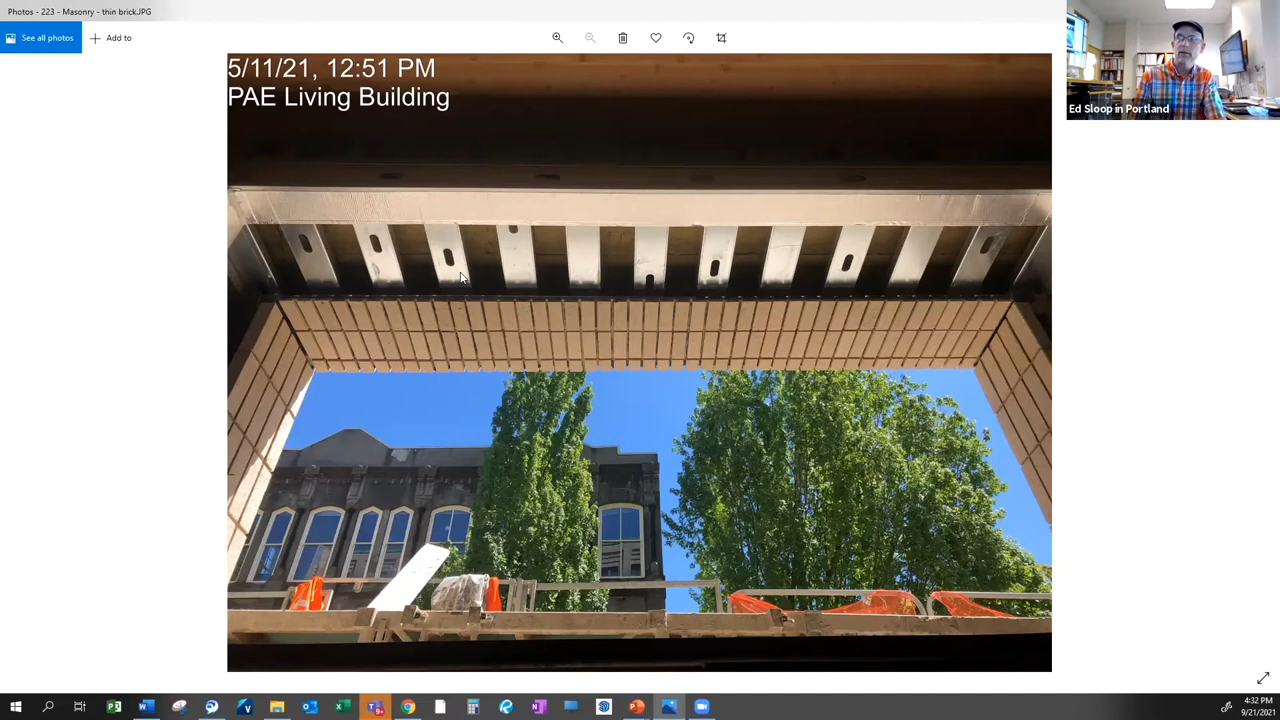 Photos - 223 - Masonry - thin brick.JPG
See all photos
Add to
5/11/21, 12:51 PM
PAE Living Building
Ed Sloop in Portland
4:32 PM
9/21/2021